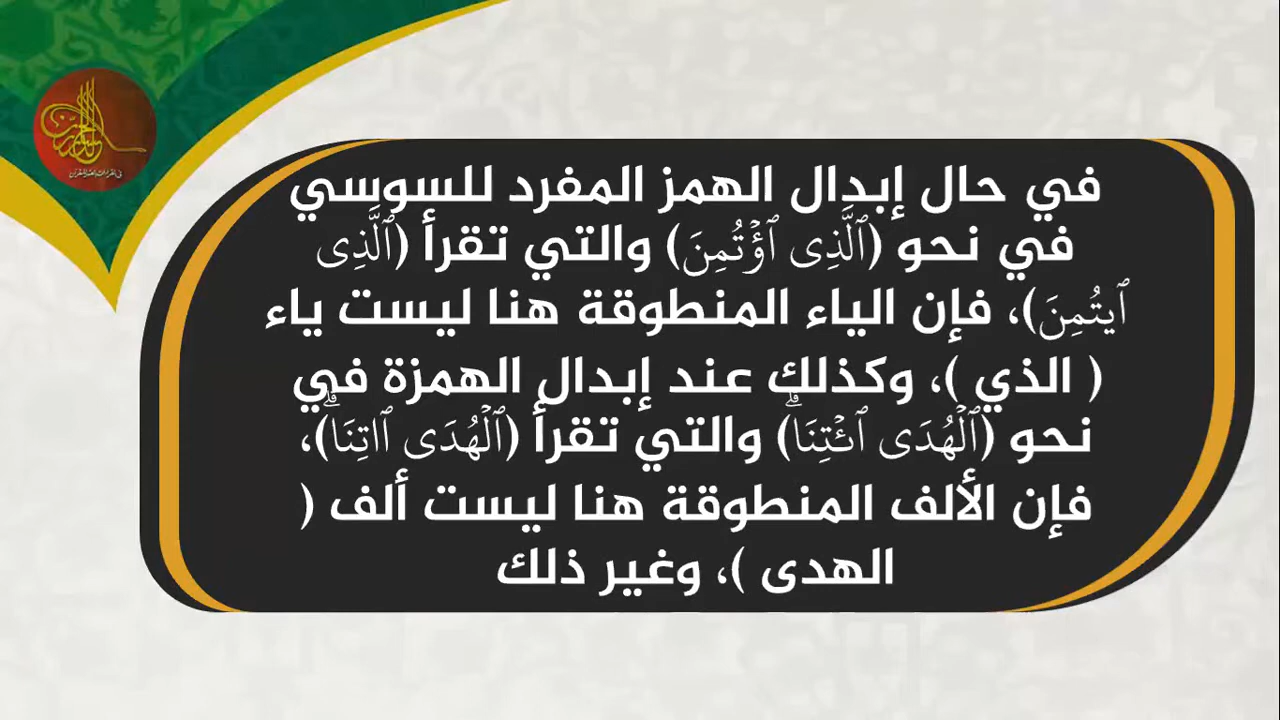 في حال إبدال الهمز المفرد للسوسي
في نحو (ٱلَّذِى ٱؤۡتُمِنَ) والتي تقرأ (ٱلَّذِى
ٱيتُمِنَ)، فإن الياء المنطوقة هنا ليست ياء
( الذي )، وكذلك عند إبدال الهمزة في
نحو (ٱلۡهُدَى ٱئۡتِنَاۗ) والتي تقرأ (ٱلۡهُدَى ٱاتِنَاۗ)،
فإن الألف المنطوقة هنا ليست ألف (
الهدى )، وغير ذلك